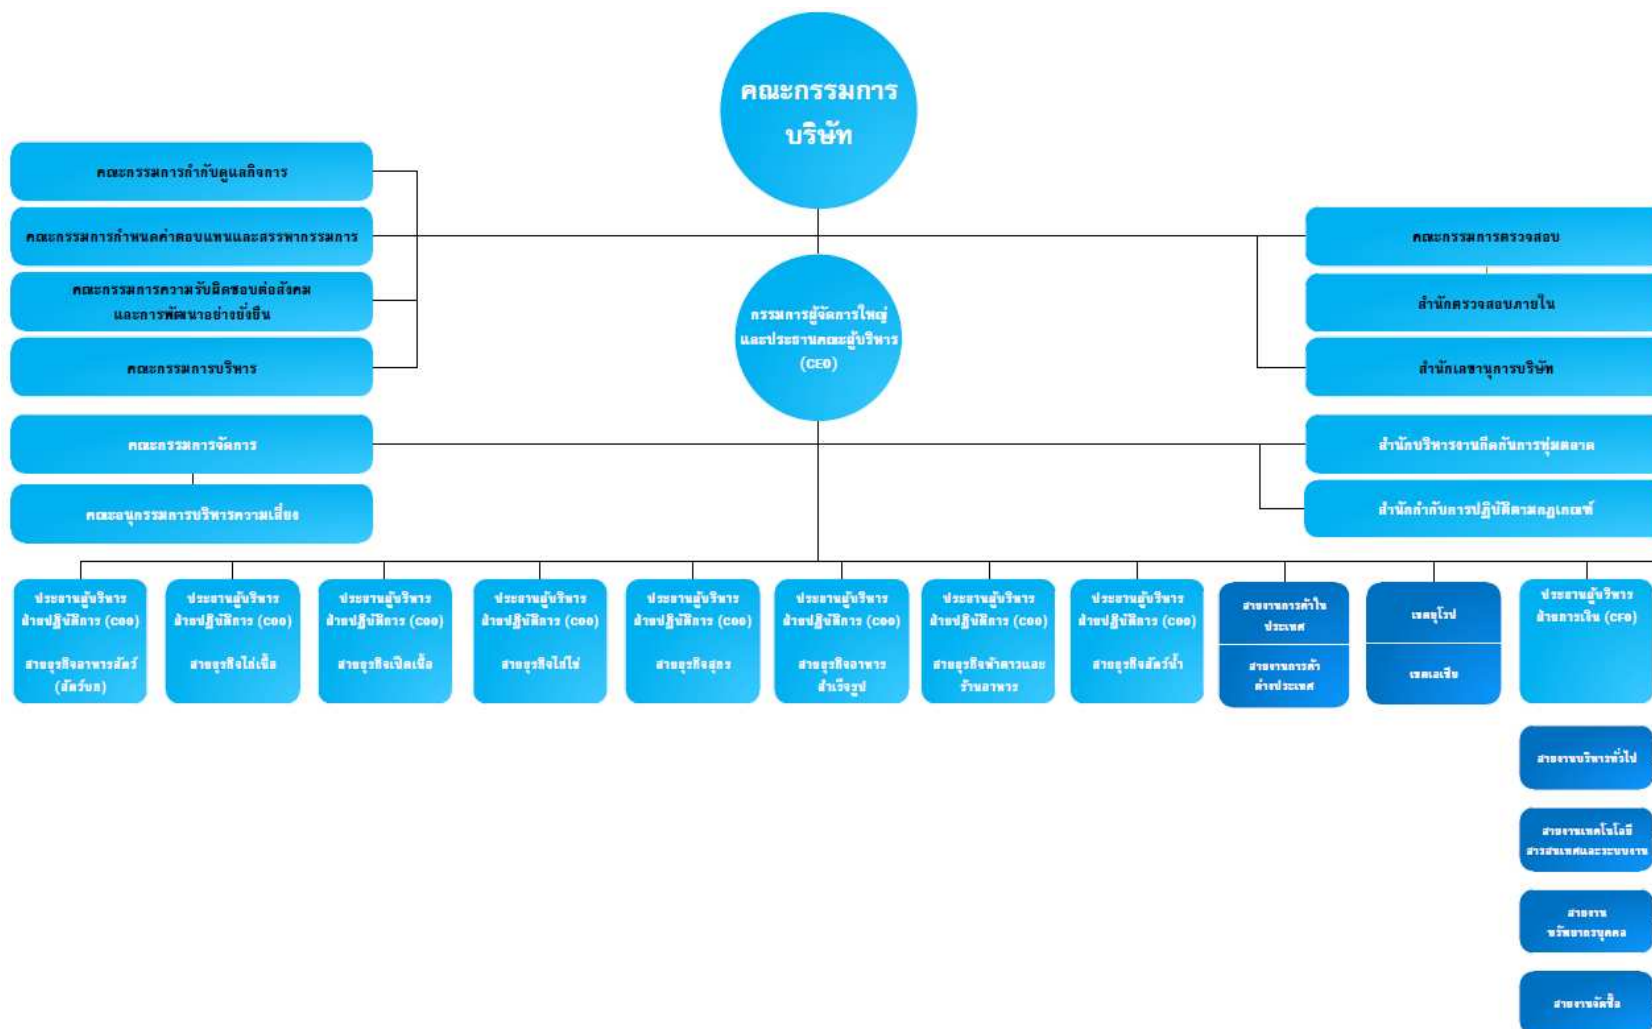 คณะกรรมการ
บริษัท
คณะกรรมการกำกับดูแลกิจการ
คณะกรรมการกำหนดค่าตอบแทนและสรรหากรรมการ
คณะกรรมการตรวจสอบ
คณะกรรมการความรับผิดชอบต่อสังคม
และการพัฒนาอย่างยั่งยืน
สำนักตรวจสอบภายใน
กรรมการผู้จัดการใหญ่
และประธานคณะผู้บริหาร
(CEO)
คณะกรรมการบริหาร
สำนักเลขานุการบริษัท
คณะกรรมการจัดการ
สำนักบริหารงานกีดกันการทุ่มตลาด
คณะอนุกรรมการบริหารความเสี่ยง
สำนักกำกับการปฏิบัติตามกฎเกณฑ์
ประธานผู้บริหาร
ฝ่ายปฏิบัติการ (COO)
สายธุรกิจอาหารสัตว์
(สัตว์บก)
ประธานผู้บริหาร
ฝ่ายปฏิบัติการ (COO)
สายธุรกิจไก่เนื้อ
ประธานผู้บริหาร
ฝ่ายปฏิบัติการ (COO)
สายธุรกิจเป็ดเนื้อ
ประธานผู้บริหาร
ฝ่ายปฏิบัติการ (COO)
สายธุรกิจไก่ไข่
ประธานผู้บริหาร
ฝ่ายปฏิบัติการ (COO)
สายธุรกิจสุกร
ประธานผู้บริหาร
ฝ่ายปฏิบัติการ (COO)
สายธุรกิจอาหาร
สำเร็จรูป
ประธานผู้บริหาร
ฝ่ายปฏิบัติการ (COO)
สายธุรกิจห้าดาวและ
ร้านอาหาร
ประธานผู้บริหาร
ฝ่ายปฏิบัติการ (COO)
สายธุรกิจสัตว์น้ำ
สายงานการค้าใน
ประเทศ
สายงานการค้า
ต่างประเทศ
เขตยุโรป
เขตเอเชีย
ประธานผู้บริหาร
ฝ่ายการเงิน (CFO)
สายงานบริหารทั่วไป
สายงานเทคโนโลยี
สารสนเทศและระบบงาน
สายงาน
ทรัพยากรบุคคล
สายงานจัดซื้อ